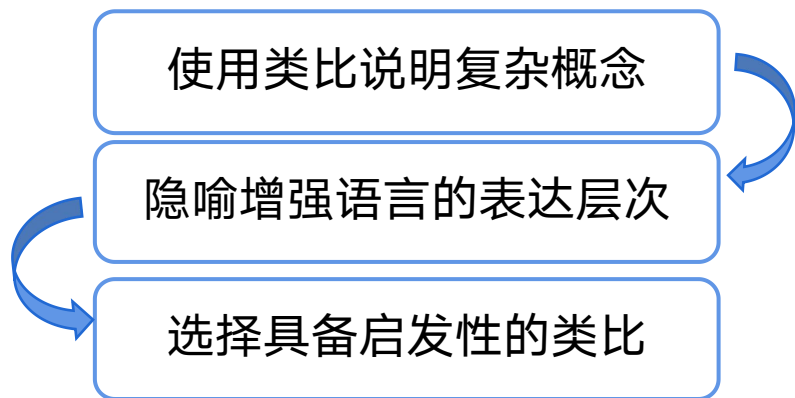 使用类比说明复杂概念
隐喻增强语言的表达层次
选择具备启发性的类比